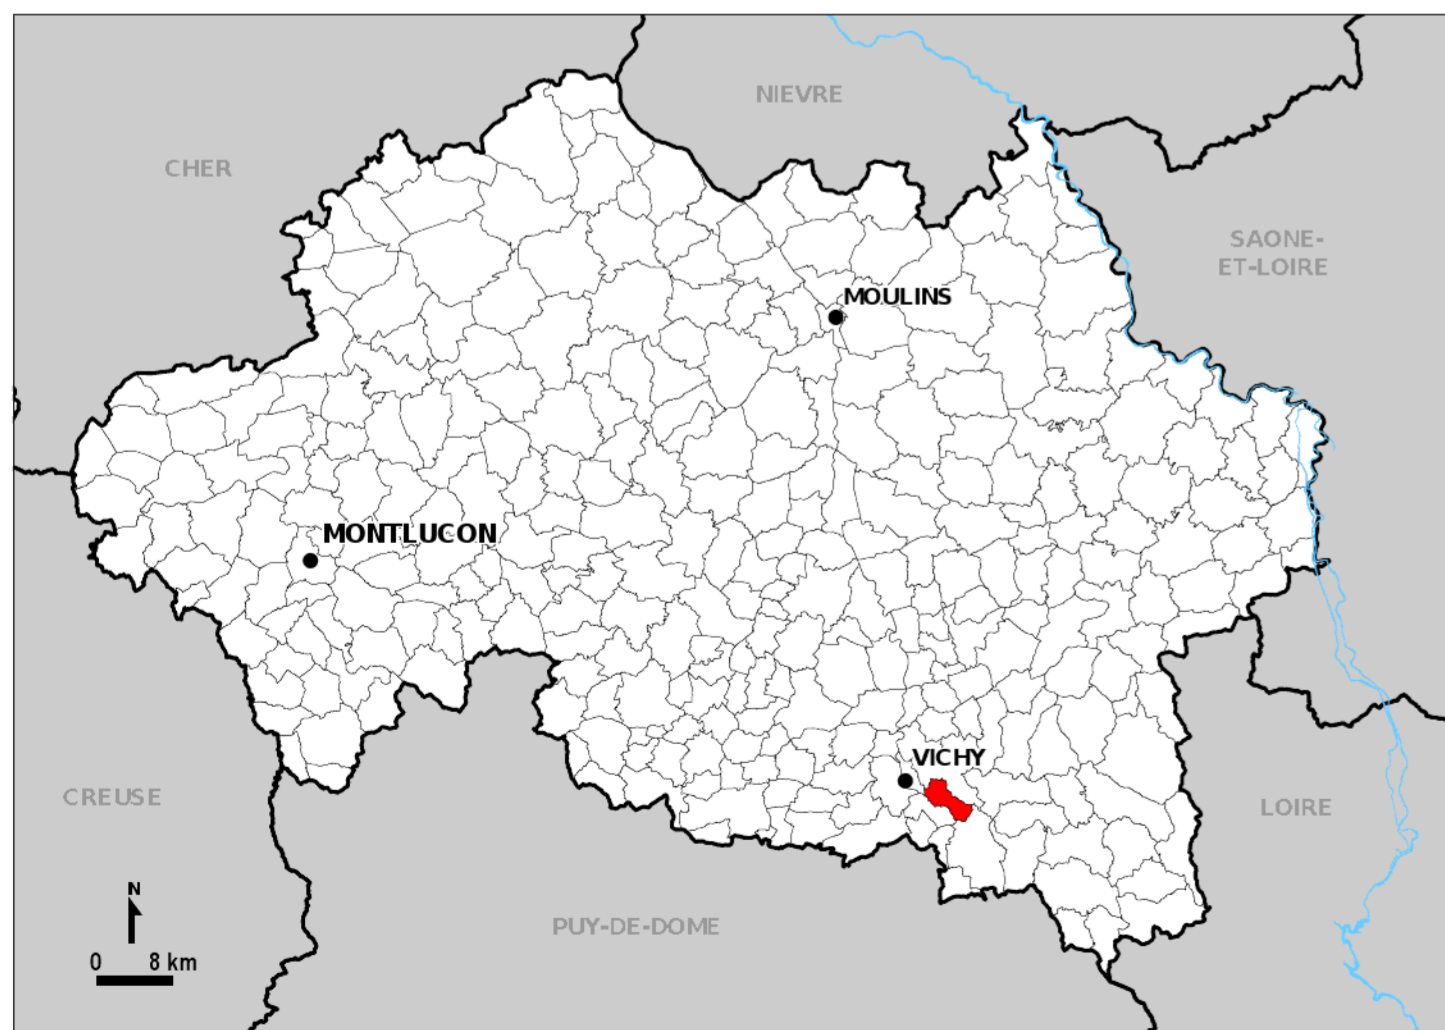 NIEVRE
CHER
SAONE-
ET-LOIRE
MOULINS
MONTLUCON
VICHY
CREUSE
LOIRE
N
PUY-DE-DOME
0 8 km